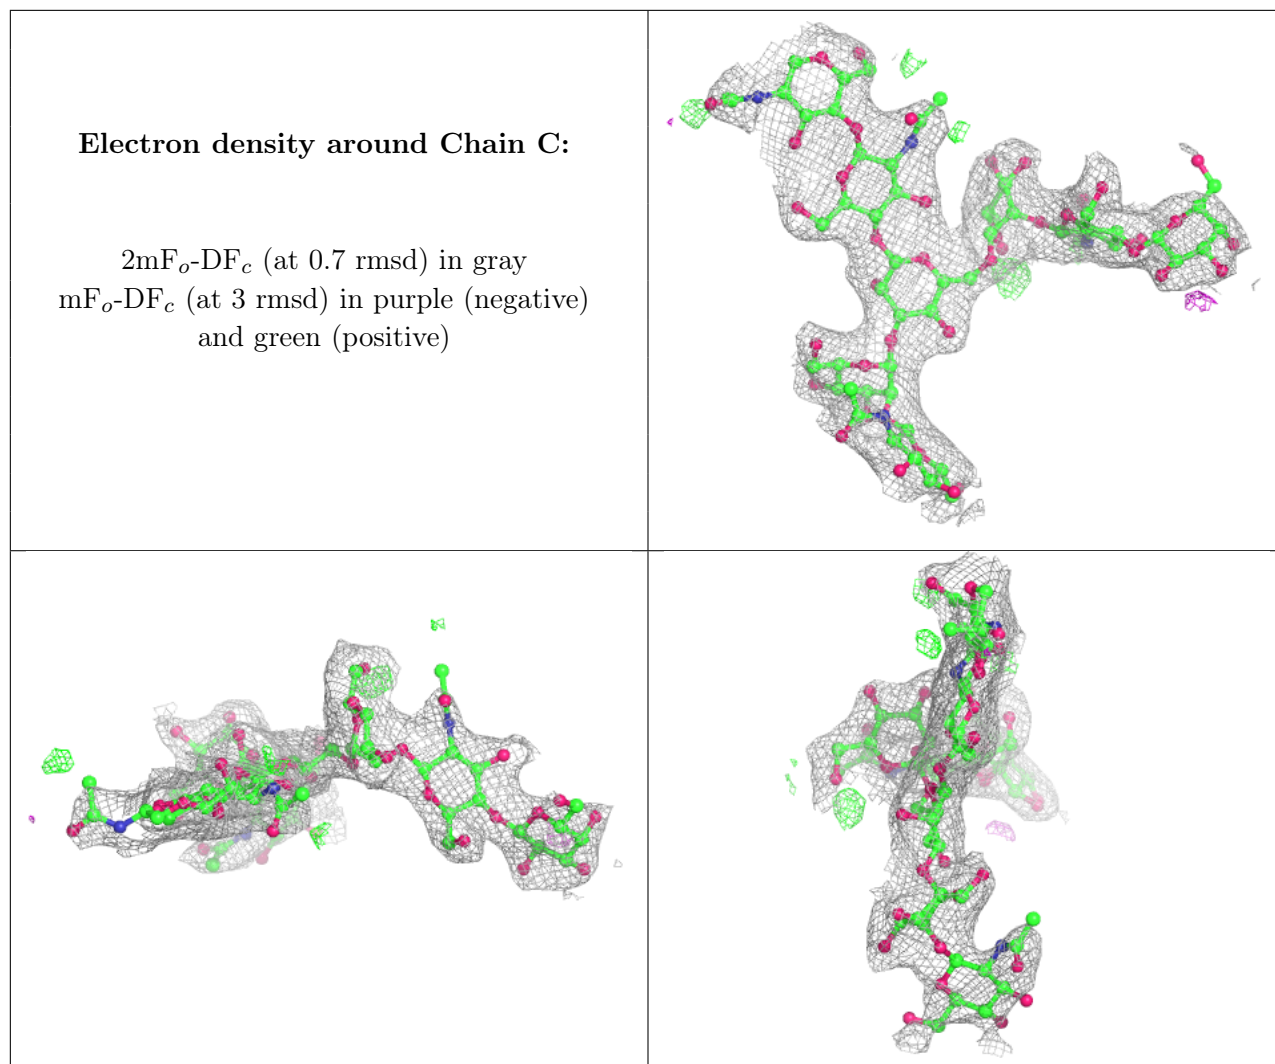 Electron density around Chain C:
2mFₒ-DF𝒸 (at 0.7 rmsd) in gray
mFₒ-DF𝒸 (at 3 rmsd) in purple (negative)
and green (positive)